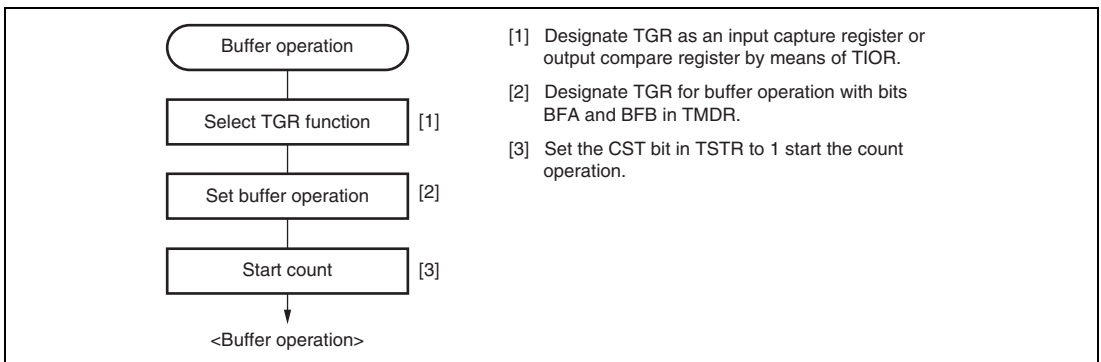 Buffer operation
Select TGR function
[1]
Set buffer operation
[2]
Start count
[3]
<Buffer operation>
[1] Designate TGR as an input capture register or
output compare register by means of TIOR.
[2] Designate TGR for buffer operation with bits
BFA and BFB in TMDR.
[3] Set the CST bit in TSTR to 1 start the count
operation.